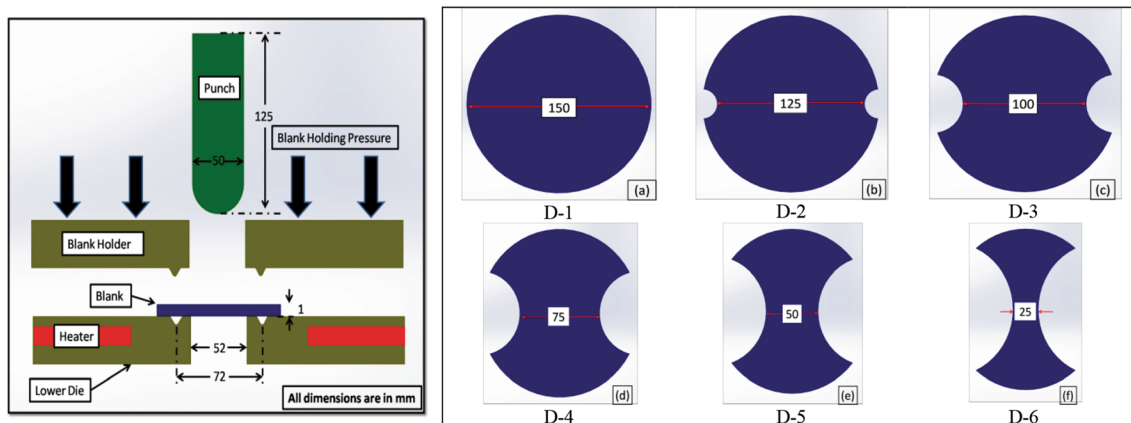 Punch
125
Blank Holding Pressure
50
Blank Holder
Blank
1
Heater
52
72
Lower Die
All dimensions are in mm
150
(a)
D-1
125
(b)
D-2
100
(c)
D-3
75
(d)
D-4
50
(e)
D-5
25
(f)
D-6